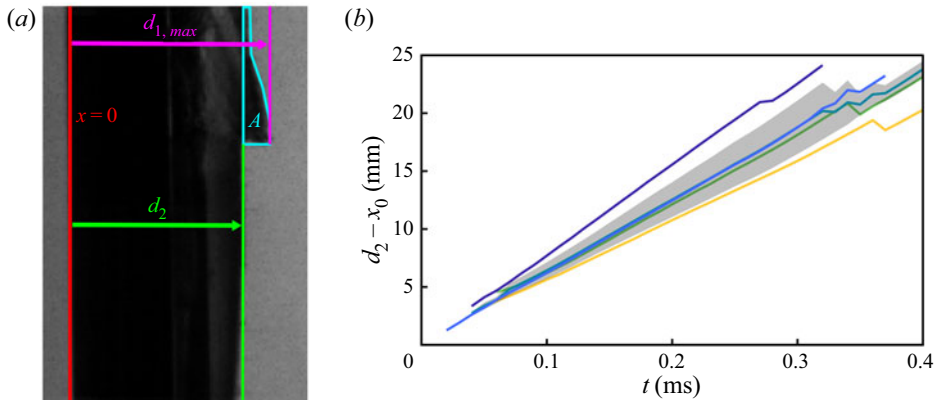 (a)
d1, max
x = 0
A
d2
(b)
25
20
15
10
5
0
0.1
0.2
0.3
0.4
d2 – x0 (mm)
t (ms)